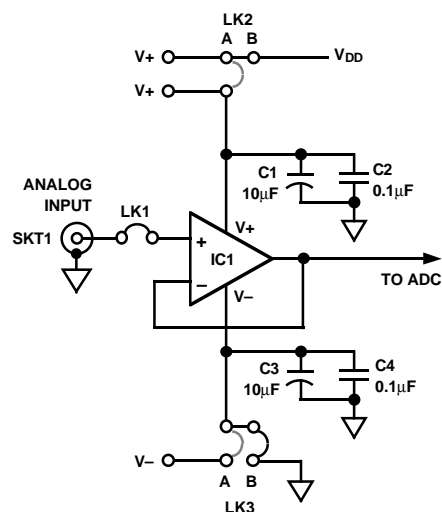 LK2
A B
V+
VDD
V+
C1
10μF
C2
0.1μF
ANALOG
INPUT
LK1
SKT1
+
V+
IC1
–
V–
TO ADC
C3
10μF
C4
0.1μF
V–
A B
LK3